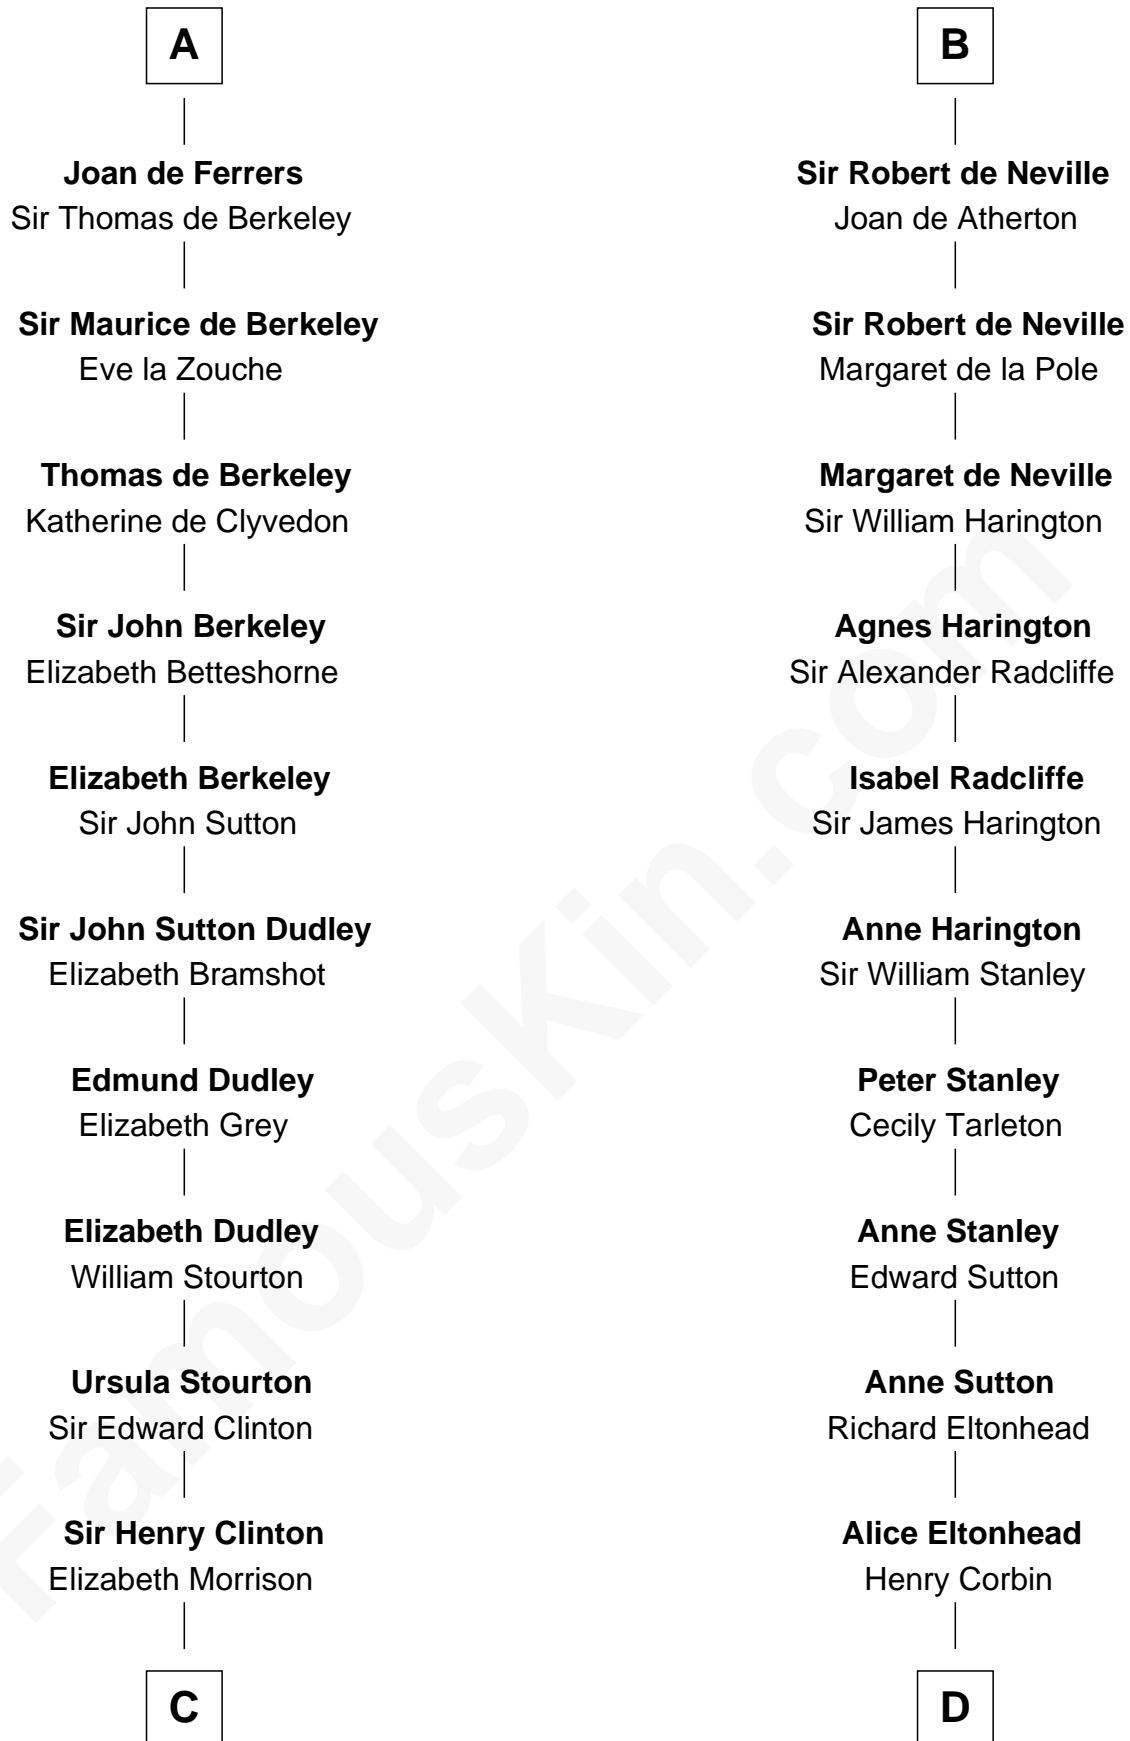 A
Joan de Ferrers
Sir Thomas de Berkeley
Sir Maurice de Berkeley
Eve la Zouche
Thomas de Berkeley
Katherine de Clyvedon
Sir John Berkeley
Elizabeth Betteshorne
Elizabeth Berkeley
Sir John Sutton
Sir John Sutton Dudley
Elizabeth Bramshot
Edmund Dudley
Elizabeth Grey
Elizabeth Dudley
William Stourton
Ursula Stourton
Sir Edward Clinton
Sir Henry Clinton
Elizabeth Morrison
C
B
Sir Robert de Neville
Joan de Atherton
Sir Robert de Neville
Margaret de la Pole
Margaret de Neville
Sir William Harington
Agnes Harington
Sir Alexander Radcliffe
Isabel Radcliffe
Sir James Harington
Anne Harington
Sir William Stanley
Peter Stanley
Cecily Tarleton
Anne Stanley
Edward Sutton
Anne Sutton
Richard Eltonhead
Alice Eltonhead
Henry Corbin
D
FamousKin.com